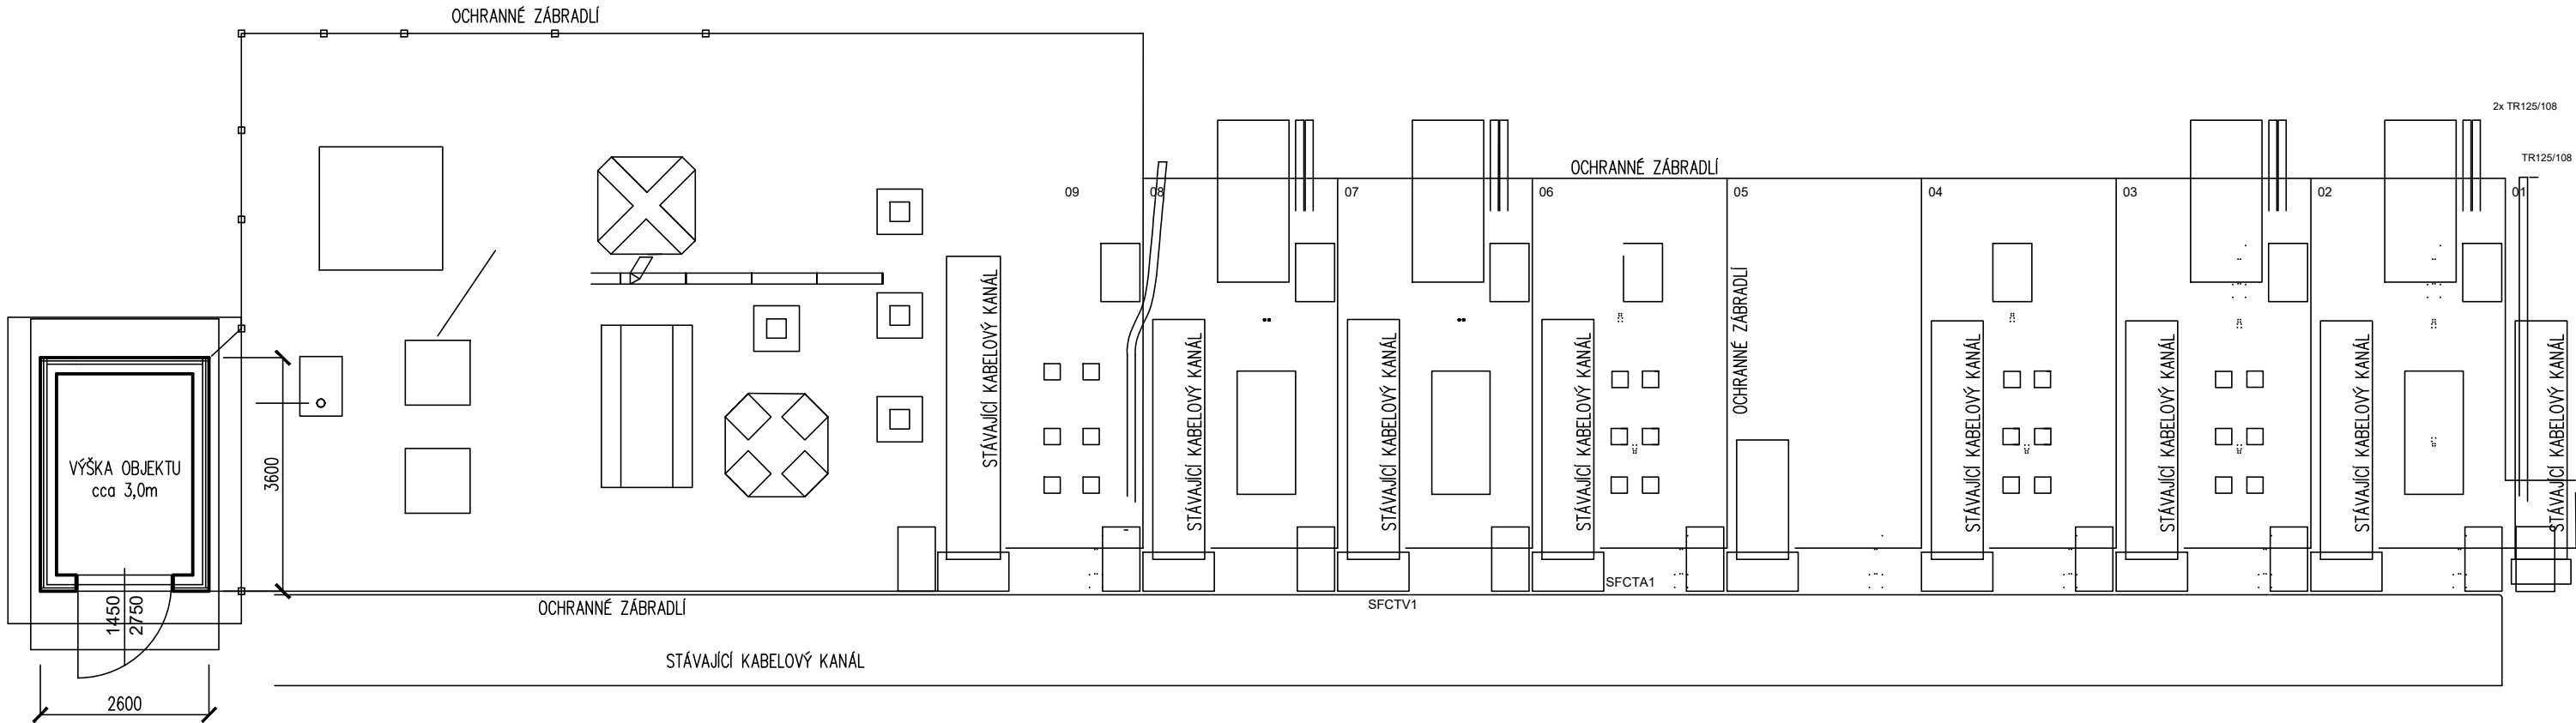 OCHRANNÉ ZÁBRADLÍ
2x TR125/108
TR125/108
OCHRANNÉ ZÁBRADLÍ
09
08
07
06
05
04
03
02
01
STÁVAJÍCÍ KABELOVÝ KANÁL
STÁVAJÍCÍ KABELOVÝ KANÁL
STÁVAJÍCÍ KABELOVÝ KANÁL
STÁVAJÍCÍ KABELOVÝ KANÁL
OCHRANNÉ ZÁBRADLÍ
STÁVAJÍCÍ KABELOVÝ KANÁL
STÁVAJÍCÍ KABELOVÝ KANÁL
STÁVAJÍCÍ KABELOVÝ KANÁL
STÁVAJÍCÍ KABELOVÝ KANÁL
VÝŠKA OBJEKTU
cca 3,0m
3600
1450
2750
2600
SFCTA1
SFCTV1
OCHRANNÉ ZÁBRADLÍ
STÁVAJÍCÍ KABELOVÝ KANÁL